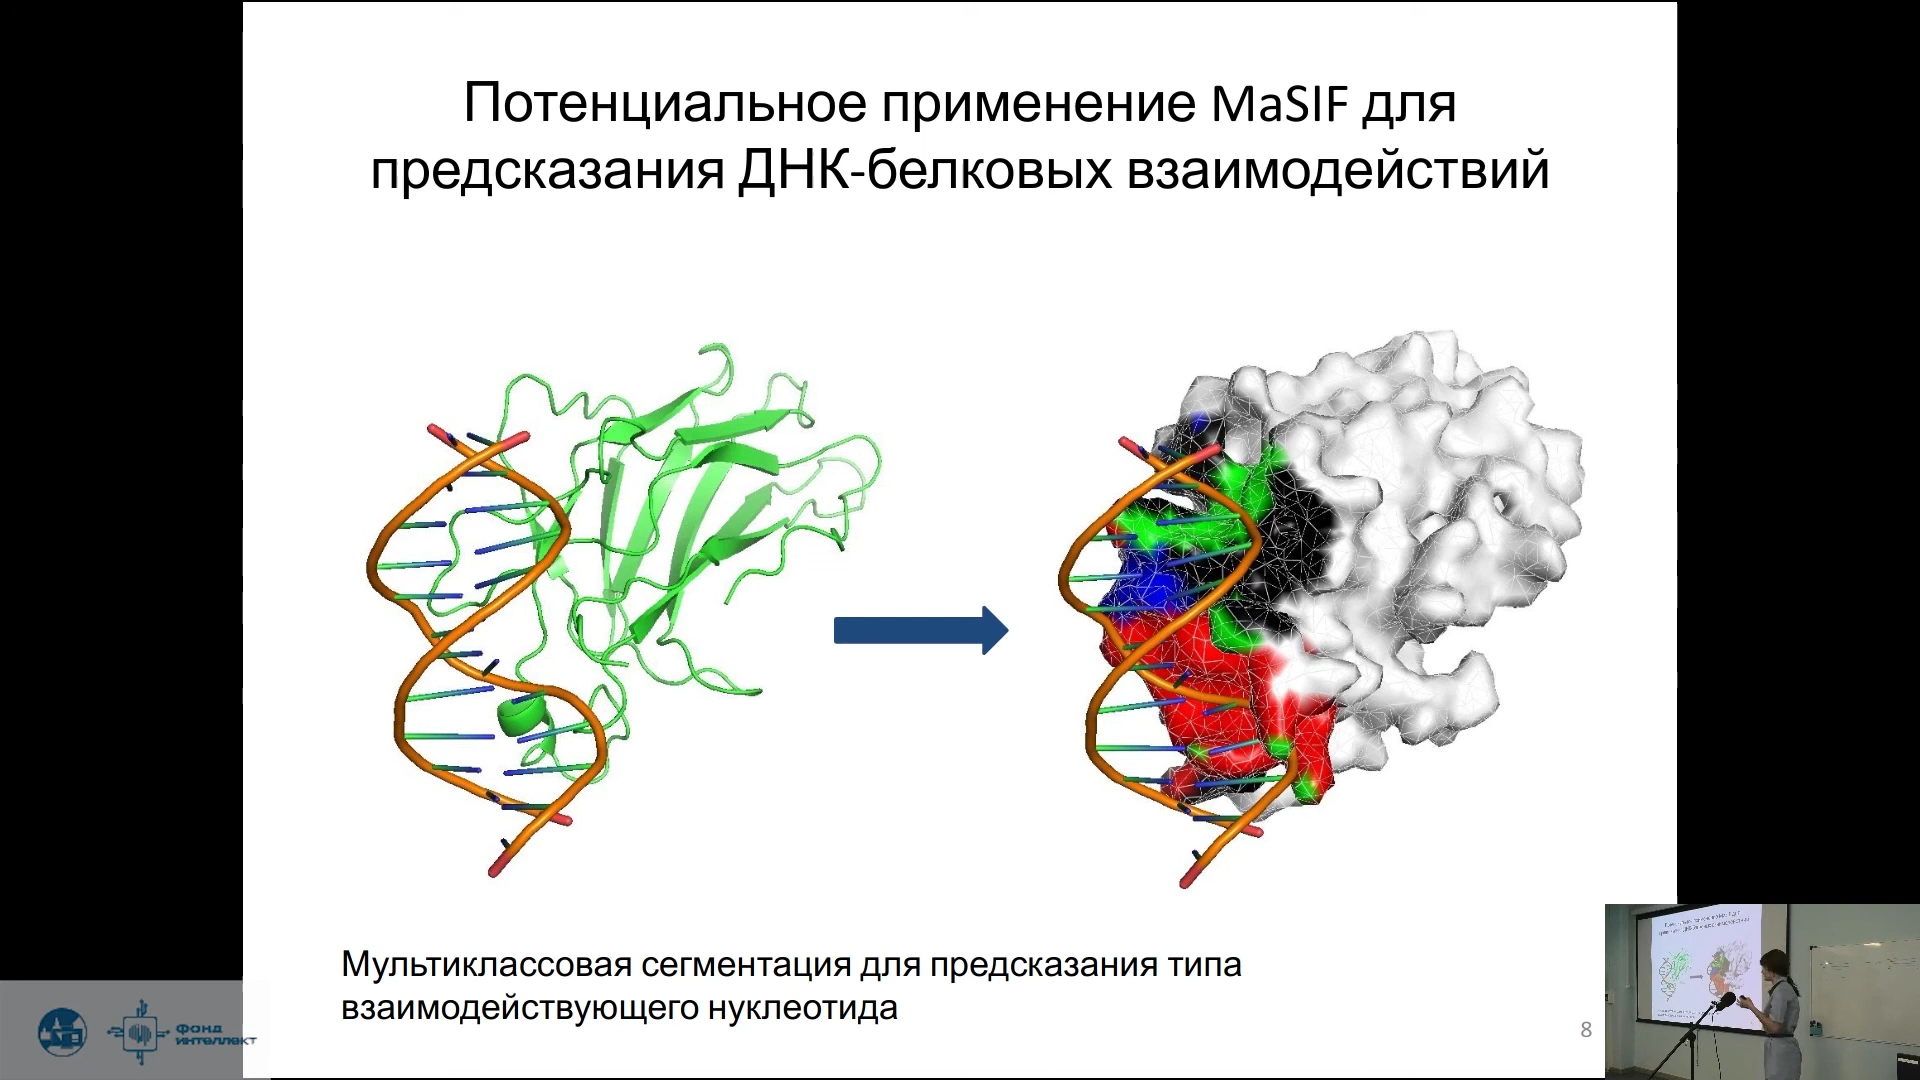 Потенциальное применение MaSIF для
предсказания ДНК-белковых взаимодействий
Мультиклассовая сегментация для предсказания типа
взаимодействующего нуклеотида
8
Фонд
интеллект